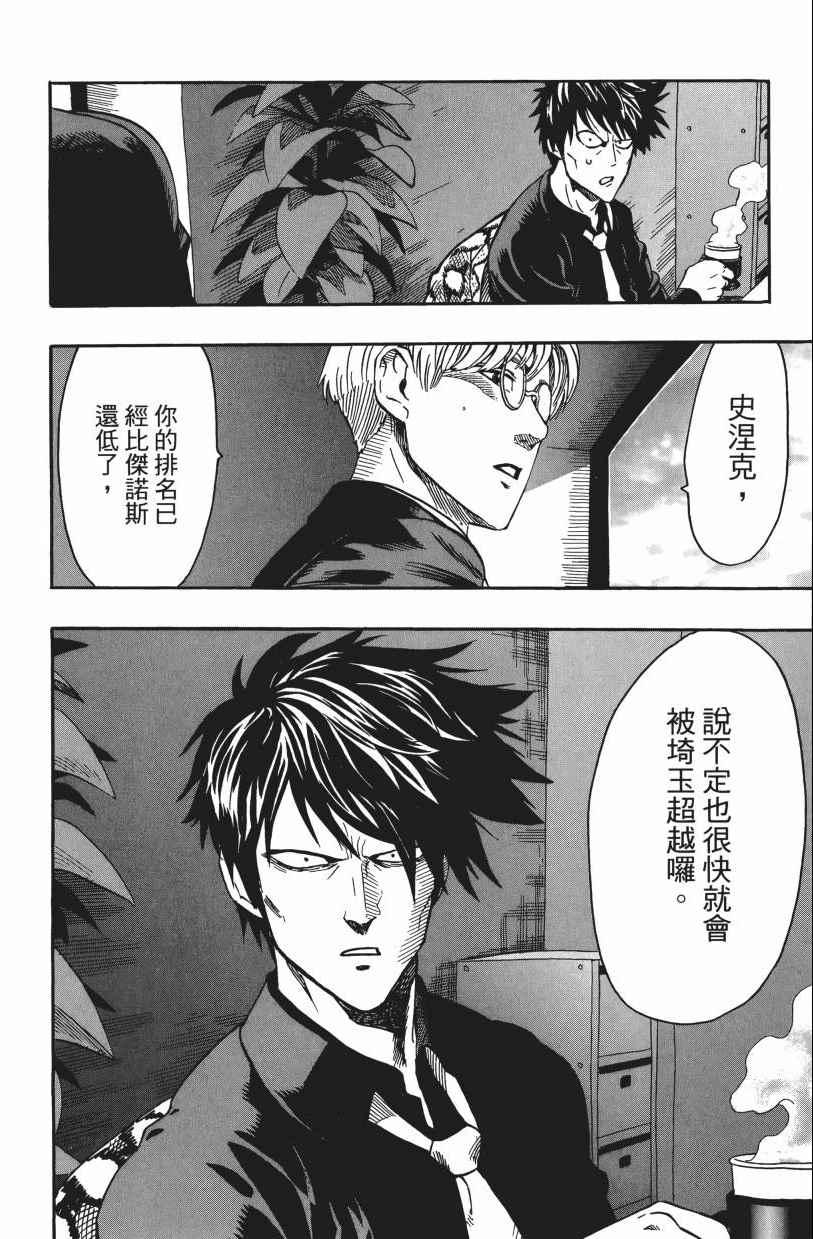 史涅克，
你的排名已
經比傑諾斯
還低了，
說不定也很快就會
被埼玉超越囉。